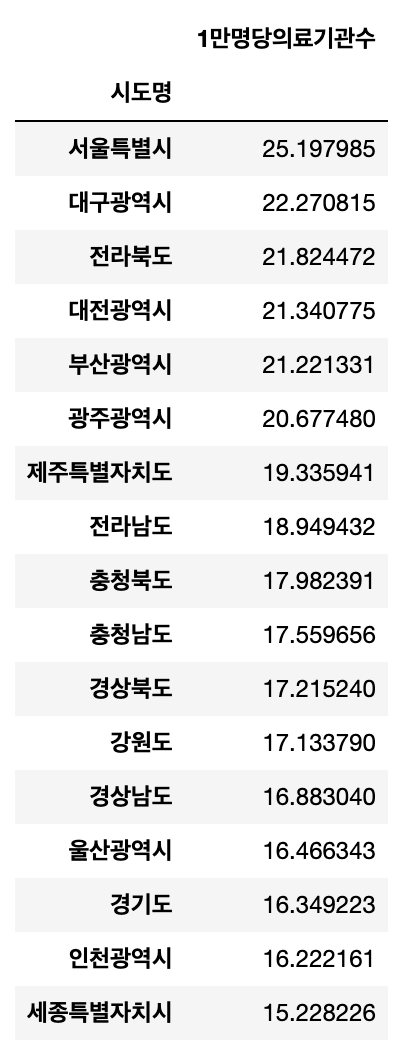 1만명당의료기관수
시도명
서울특별시 25.197985
대구광역시 22.270815
전라북도 21.824472
대전광역시 21.340775
부산광역시 21.221331
광주광역시 20.677480
제주특별자치도 19.335941
전라남도 18.949432
충청북도 17.982391
충청남도 17.559656
경상북도 17.215240
강원도 17.133790
경상남도 16.883040
울산광역시 16.466343
경기도 16.349223
인천광역시 16.222161
세종특별자치시 15.228226